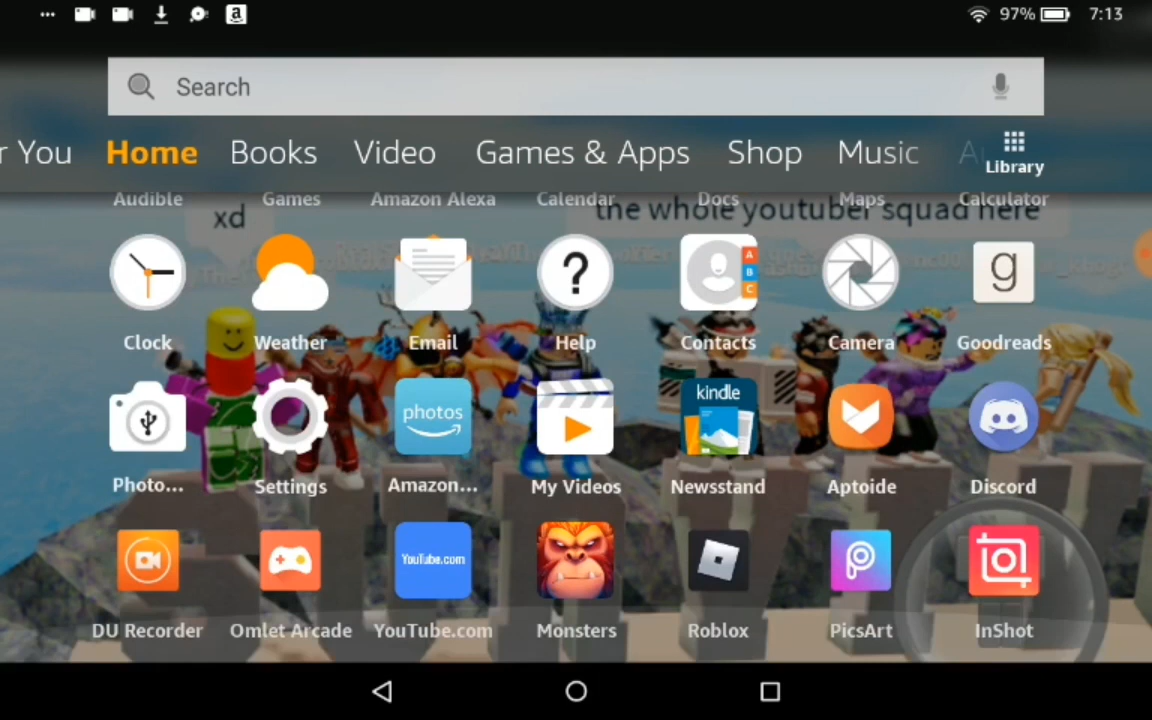 97% 7:13
Search
r You Home Books Video Games & Apps Shop Music A
Library
Audible Games Amazon Alexa Calendar Docs Maps Calculator
xd
the whole youtuber squad here
A
B
C
g
Clock Weather Email Help Contacts Camera Goodreads
photos
kindle
Photo... Settings Amazon... My Videos Newsstand Aptoide Discord
YouTube.com
DU Recorder Omlet Arcade YouTube.com Monsters Roblox PicsArt InShot